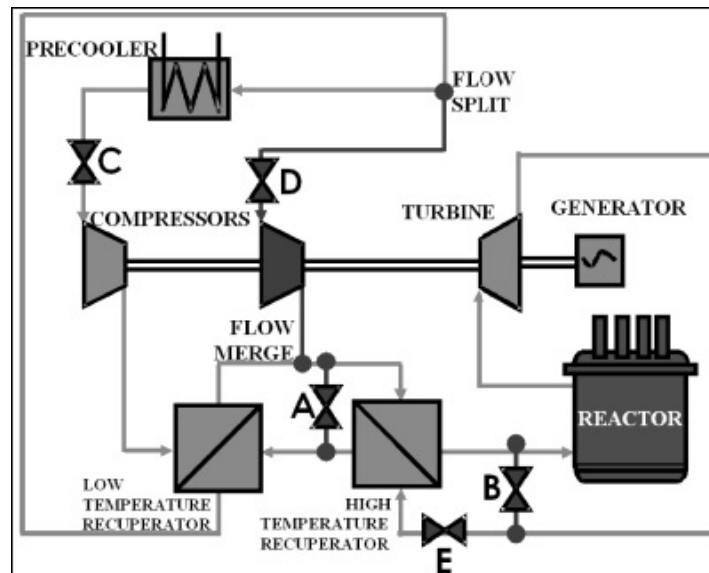 PRECOOLER
FLOW
SPLIT
C
D
COMPRESSORS
TURBINE
GENERATOR
FLOW
MERGE
A
REACTOR
B
LOW
TEMPERATURE
RECUPERATOR
HIGH
TEMPERATURE
RECUPERATOR
E